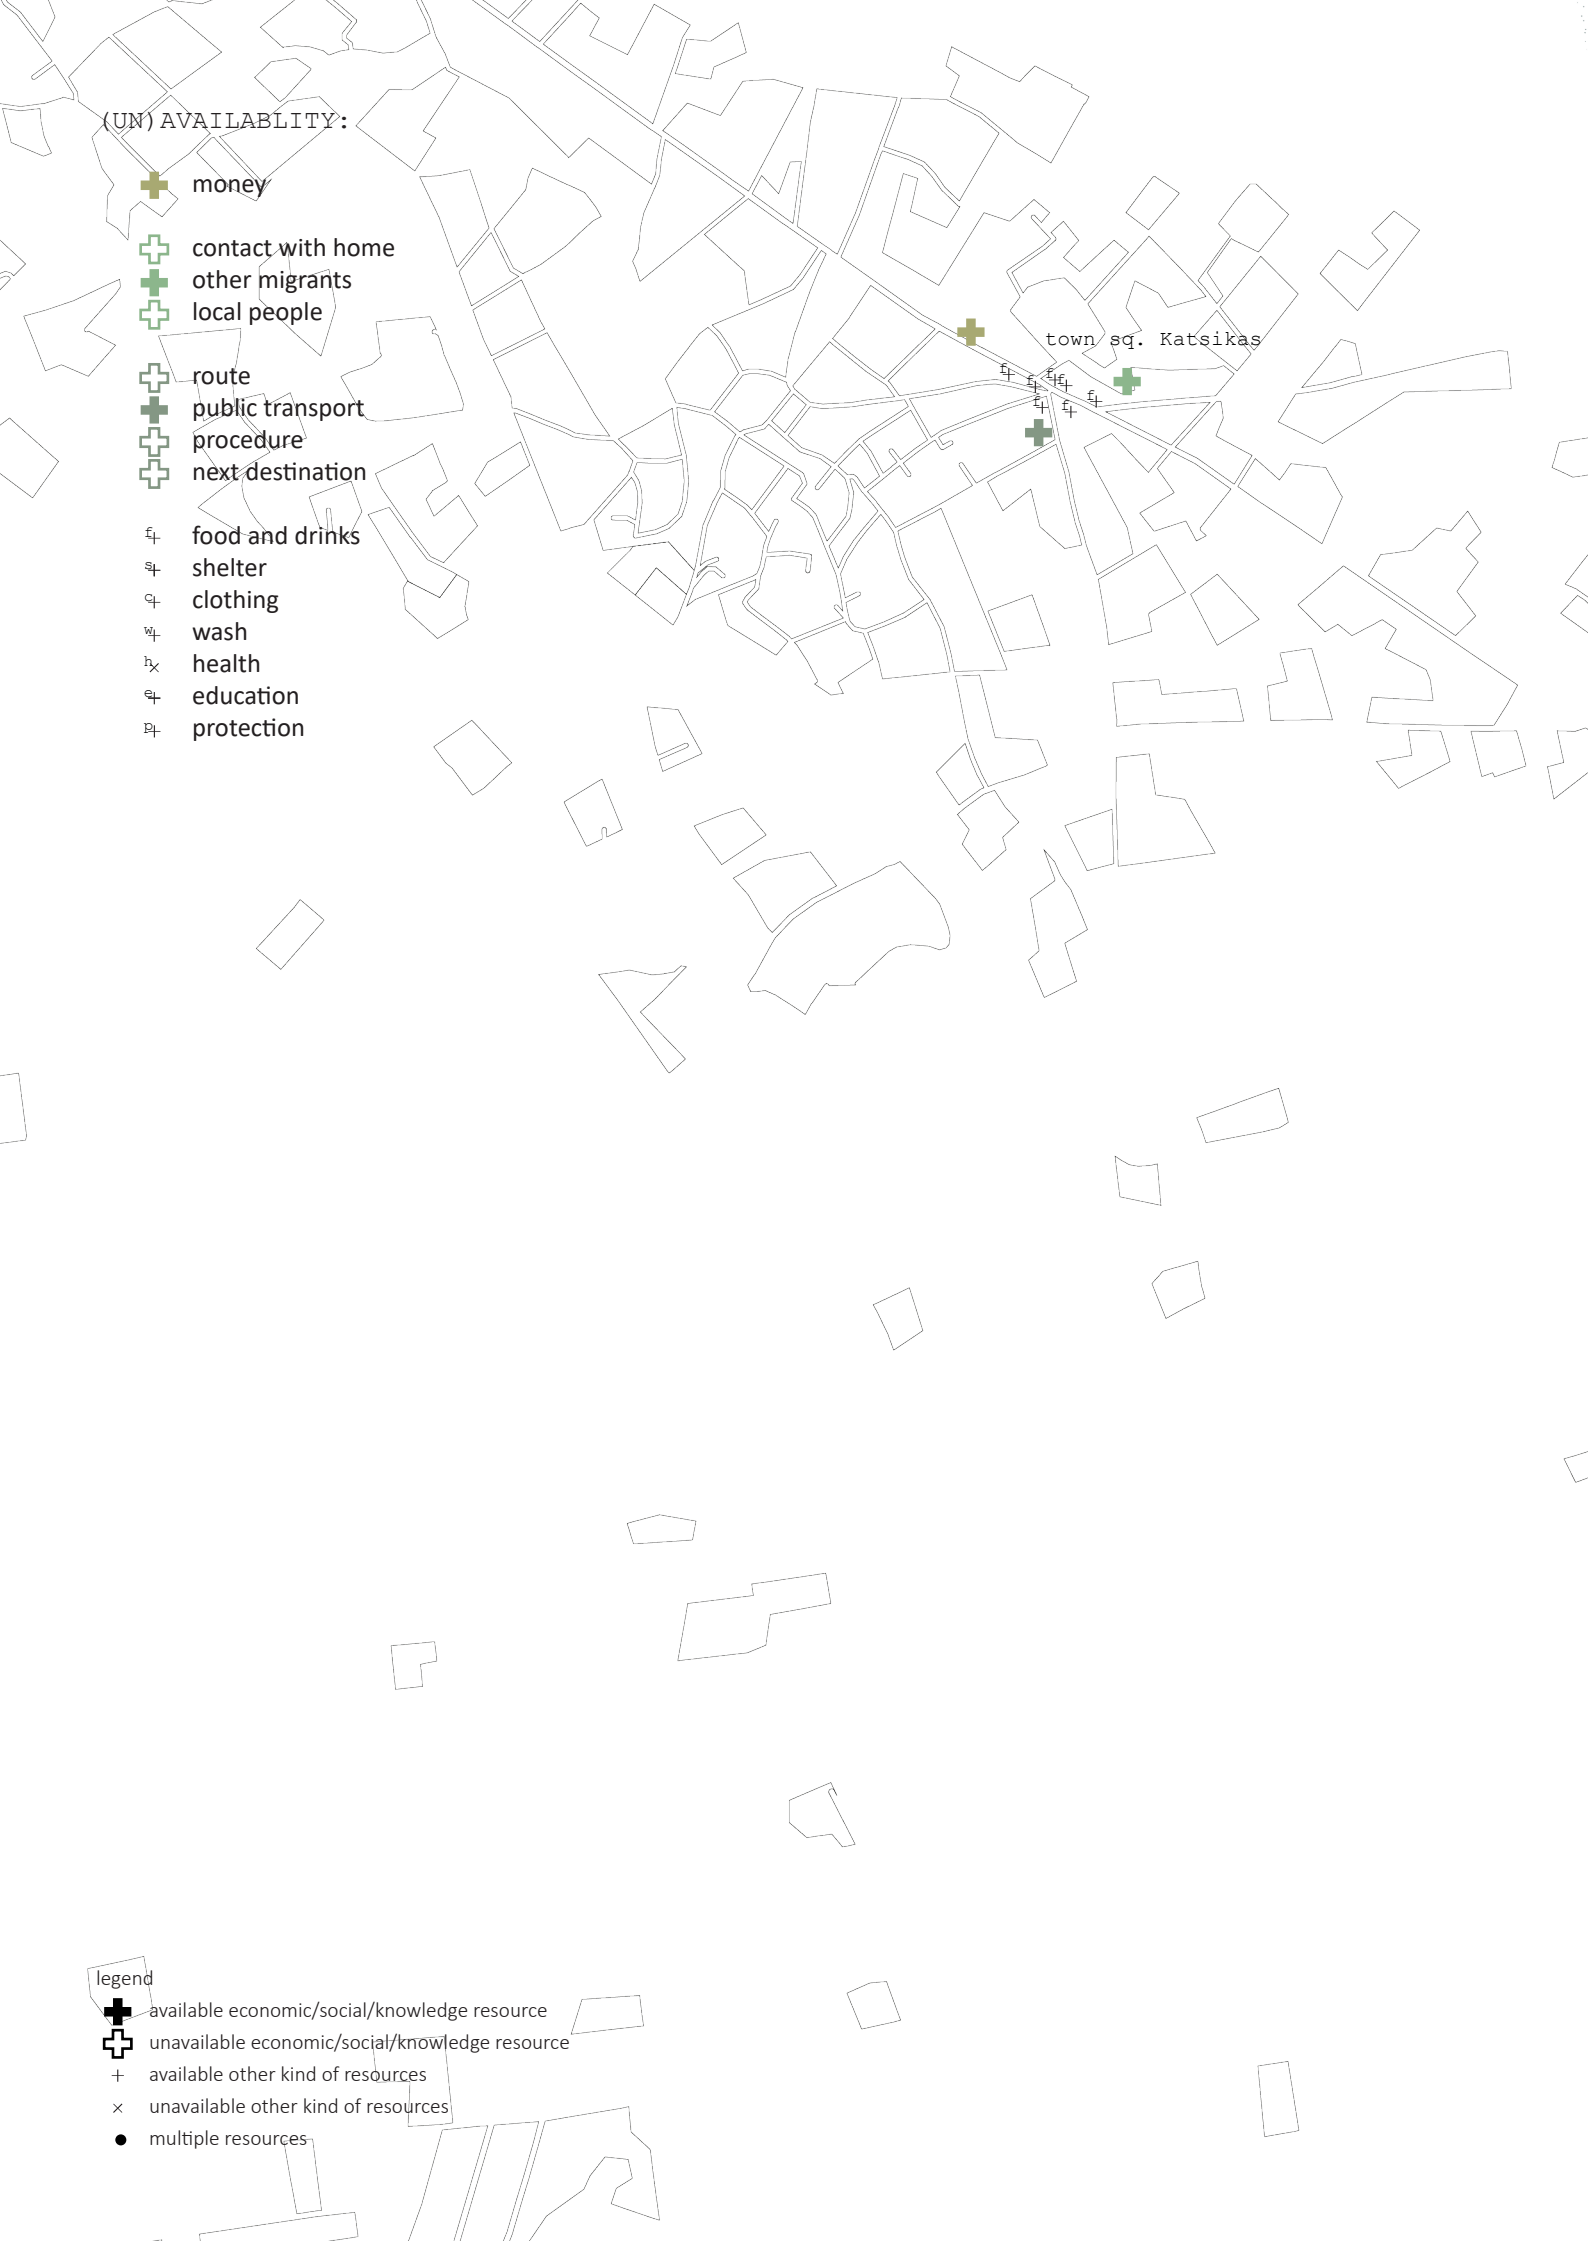 (UN)AVAILABLITY:
money
contact with home
other migrants
local people
town sq. Katsikas
route
public transport
procedure
next destination
f
f
f
f
f
f
f
f food and drinks
s shelter
c clothing
w wash
h health
e education
p protection
legend
available economic/social/knowledge resource
unavailable economic/social/knowledge resource
available other kind of resources
unavailable other kind of resources
multiple resources